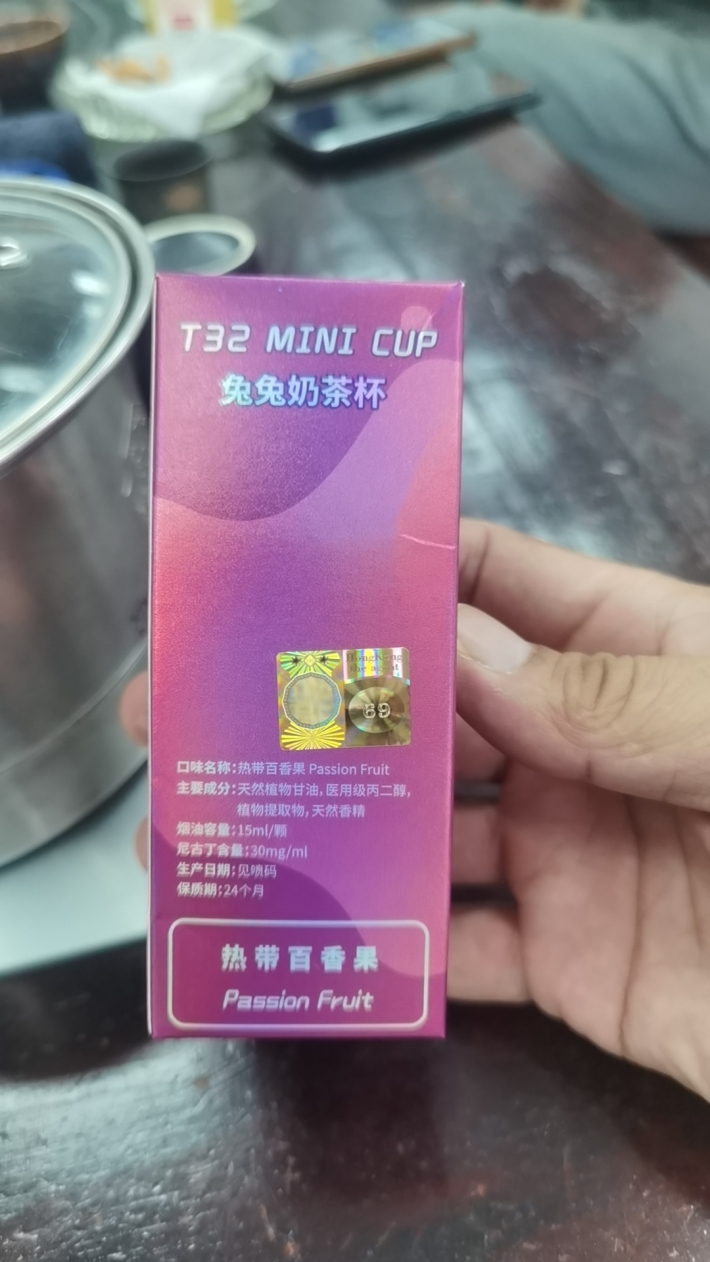 T32 MINI CUP
兔兔奶茶杯
69
口味名称:热带百香果 Passion Fruit
主要成分:天然植物甘油,医用级丙二醇,
植物提取物,天然香精
烟油容量:15ml/颗
尼古丁含量:30mg/ml
生产日期:见喷码
保质期:24个月
热带百香果
Passion Fruit